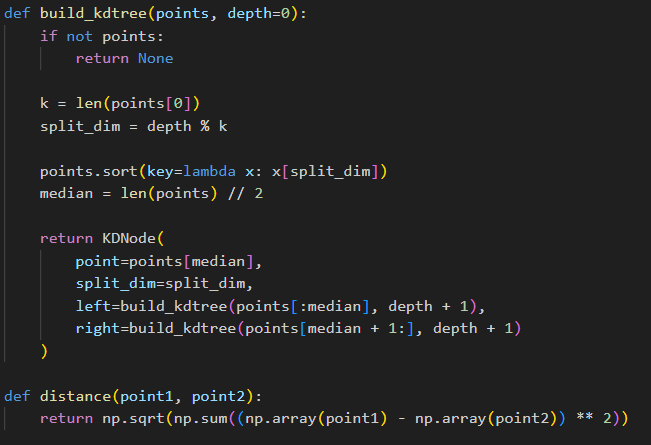 def build_kdtree(points, depth=0):
    if not points:
        return None

    k = len(points[0])
    split_dim = depth % k

    points.sort(key=lambda x: x[split_dim])
    median = len(points) // 2

    return KDNode(
        point=points[median],
        split_dim=split_dim,
        left=build_kdtree(points[:median], depth + 1),
        right=build_kdtree(points[median + 1:], depth + 1)
    )

def distance(point1, point2):
    return np.sqrt(np.sum((np.array(point1) - np.array(point2)) ** 2))